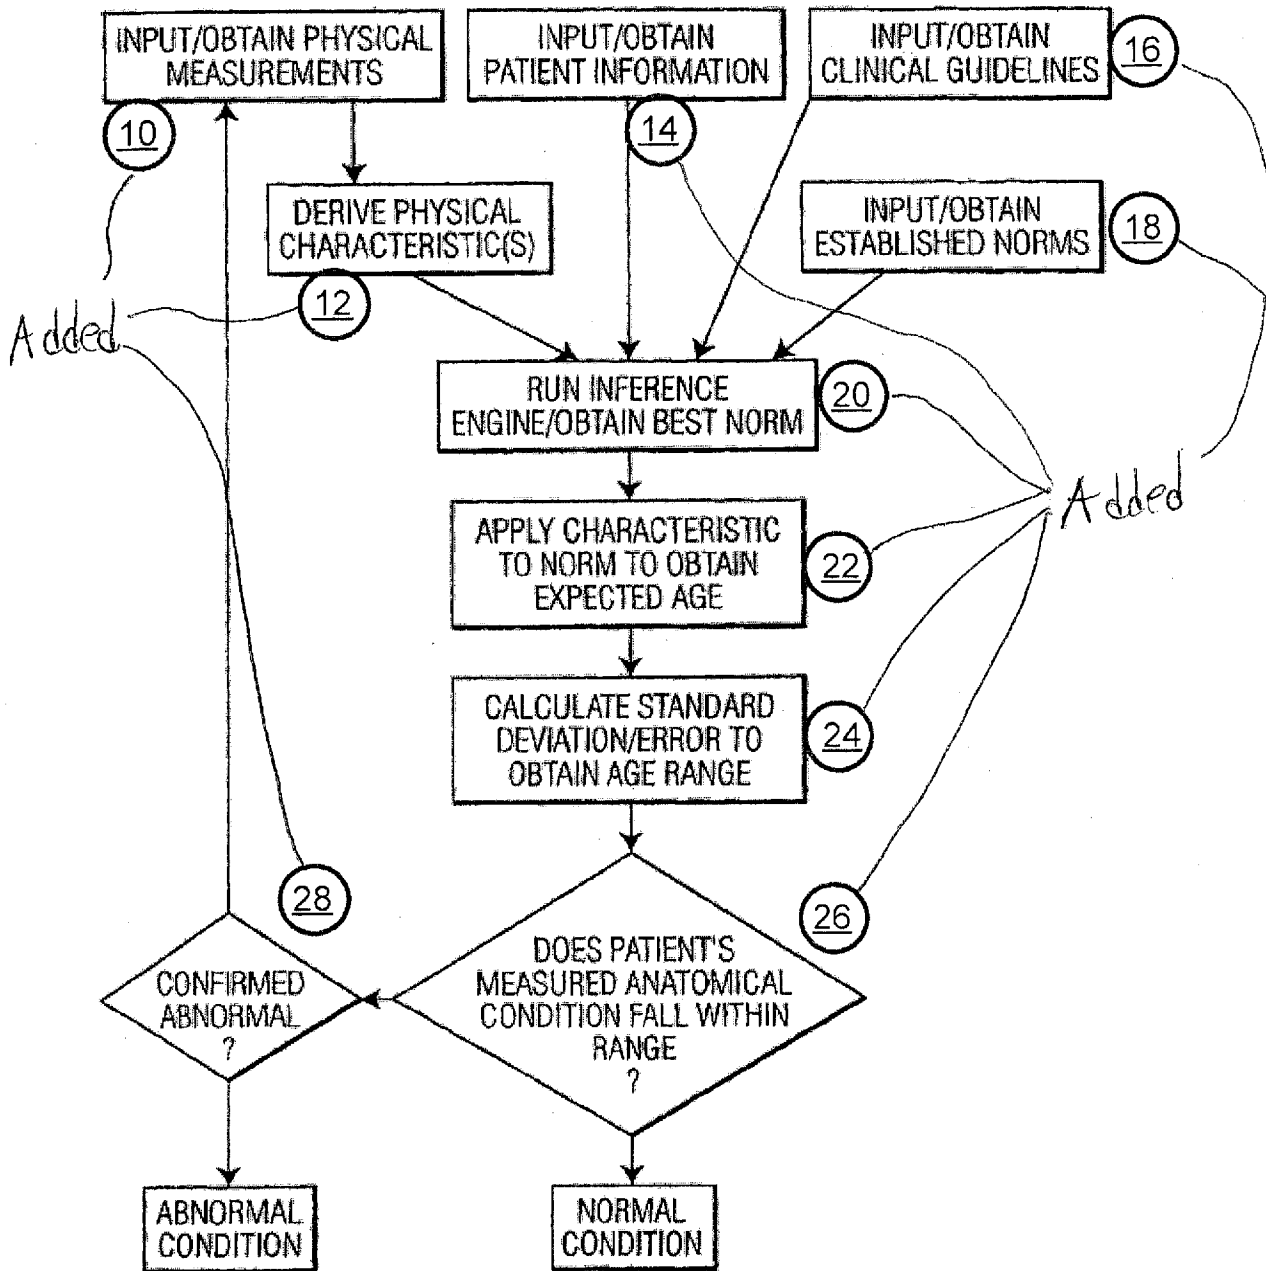 INPUT/OBTAIN PHYSICAL
MEASUREMENTS
10
INPUT/OBTAIN
PATIENT INFORMATION
14
INPUT/OBTAIN
CLINICAL GUIDELINES
16
DERIVE PHYSICAL
CHARACTERISTIC(S)
12
INPUT/OBTAIN
ESTABLISHED NORMS
18
Added
RUN INFERENCE
ENGINE/OBTAIN BEST NORM
20
Added
APPLY CHARACTERISTIC
TO NORM TO OBTAIN
EXPECTED AGE
22
CALCULATE STANDARD
DEVIATION/ERROR TO
OBTAIN AGE RANGE
24
28
26
CONFIRMED
ABNORMAL
?
DOES PATIENT'S
MEASURED ANATOMICAL
CONDITION FALL WITHIN
RANGE
?
ABNORMAL
CONDITION
NORMAL
CONDITION